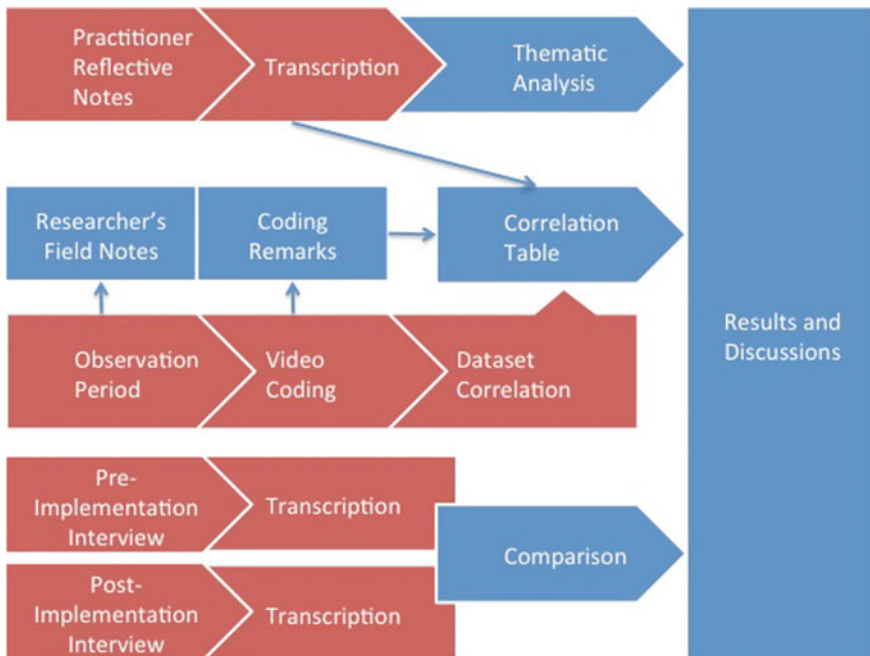 Practitioner
Reflective
Notes
Transcription
Thematic
Analysis
Researcher's
Field Notes
Coding
Remarks
Correlation
Table
Results and
Discussions
Observation
Period
Video
Coding
Dataset
Correlation
Pre-
Implementation
Interview
Transcription
Comparison
Post-
Implementation
Interview
Transcription